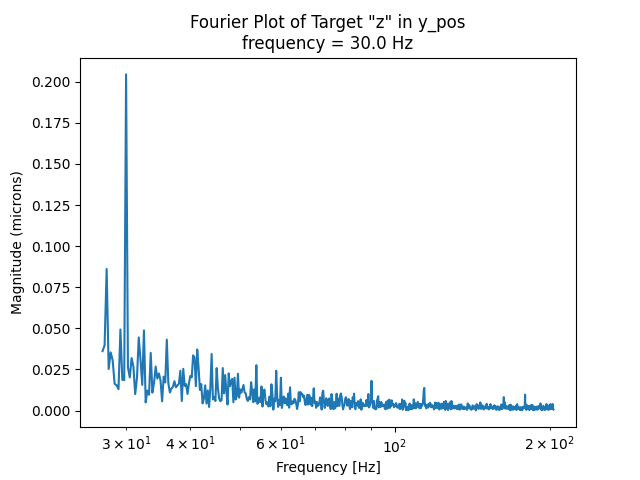 Fourier Plot of Target "z" in y_pos
frequency = 30.0 Hz
Magnitude (microns)
0.200
0.175
0.150
0.125
0.100
0.075
0.050
0.025
0.000
3 × 10¹ 4 × 10¹ 6 × 10¹ 10² 2 × 10²
Frequency [Hz]